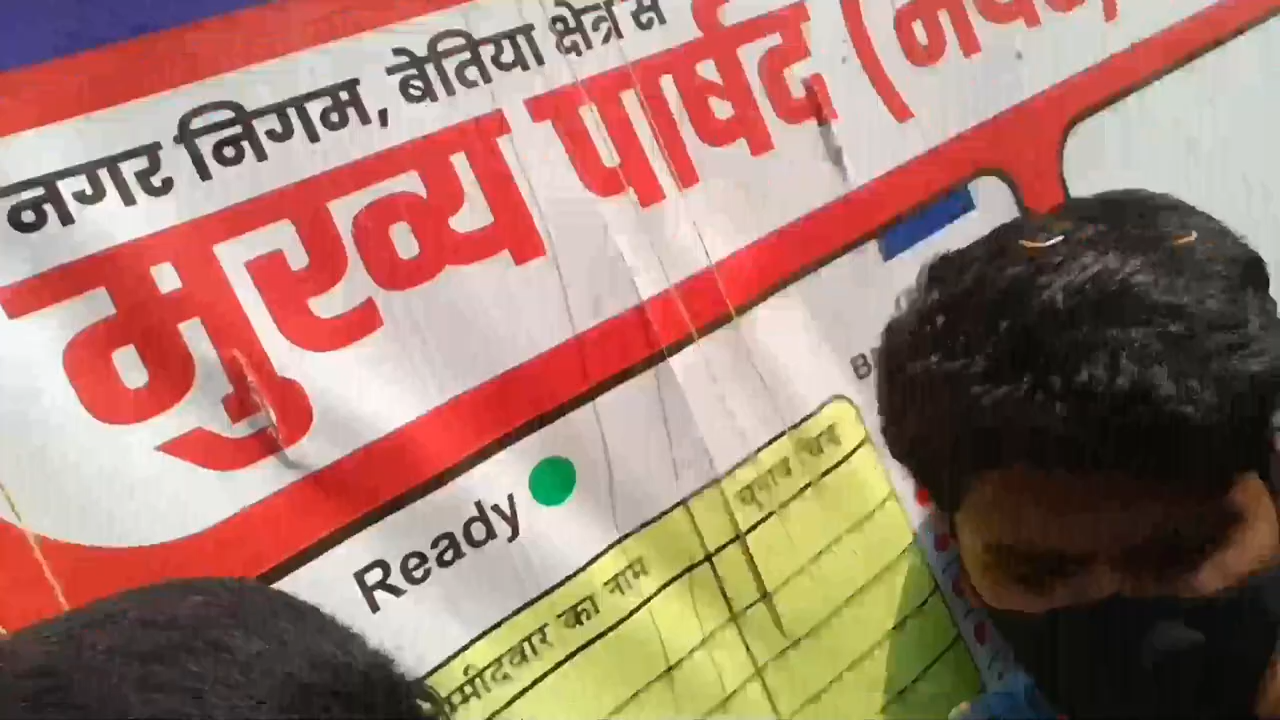 नगर निगम, बेतिया क्षेत्र से
मुख्य पार्षद (
Ready
उम्मीदवार का नाम
चुनाव चिन्ह